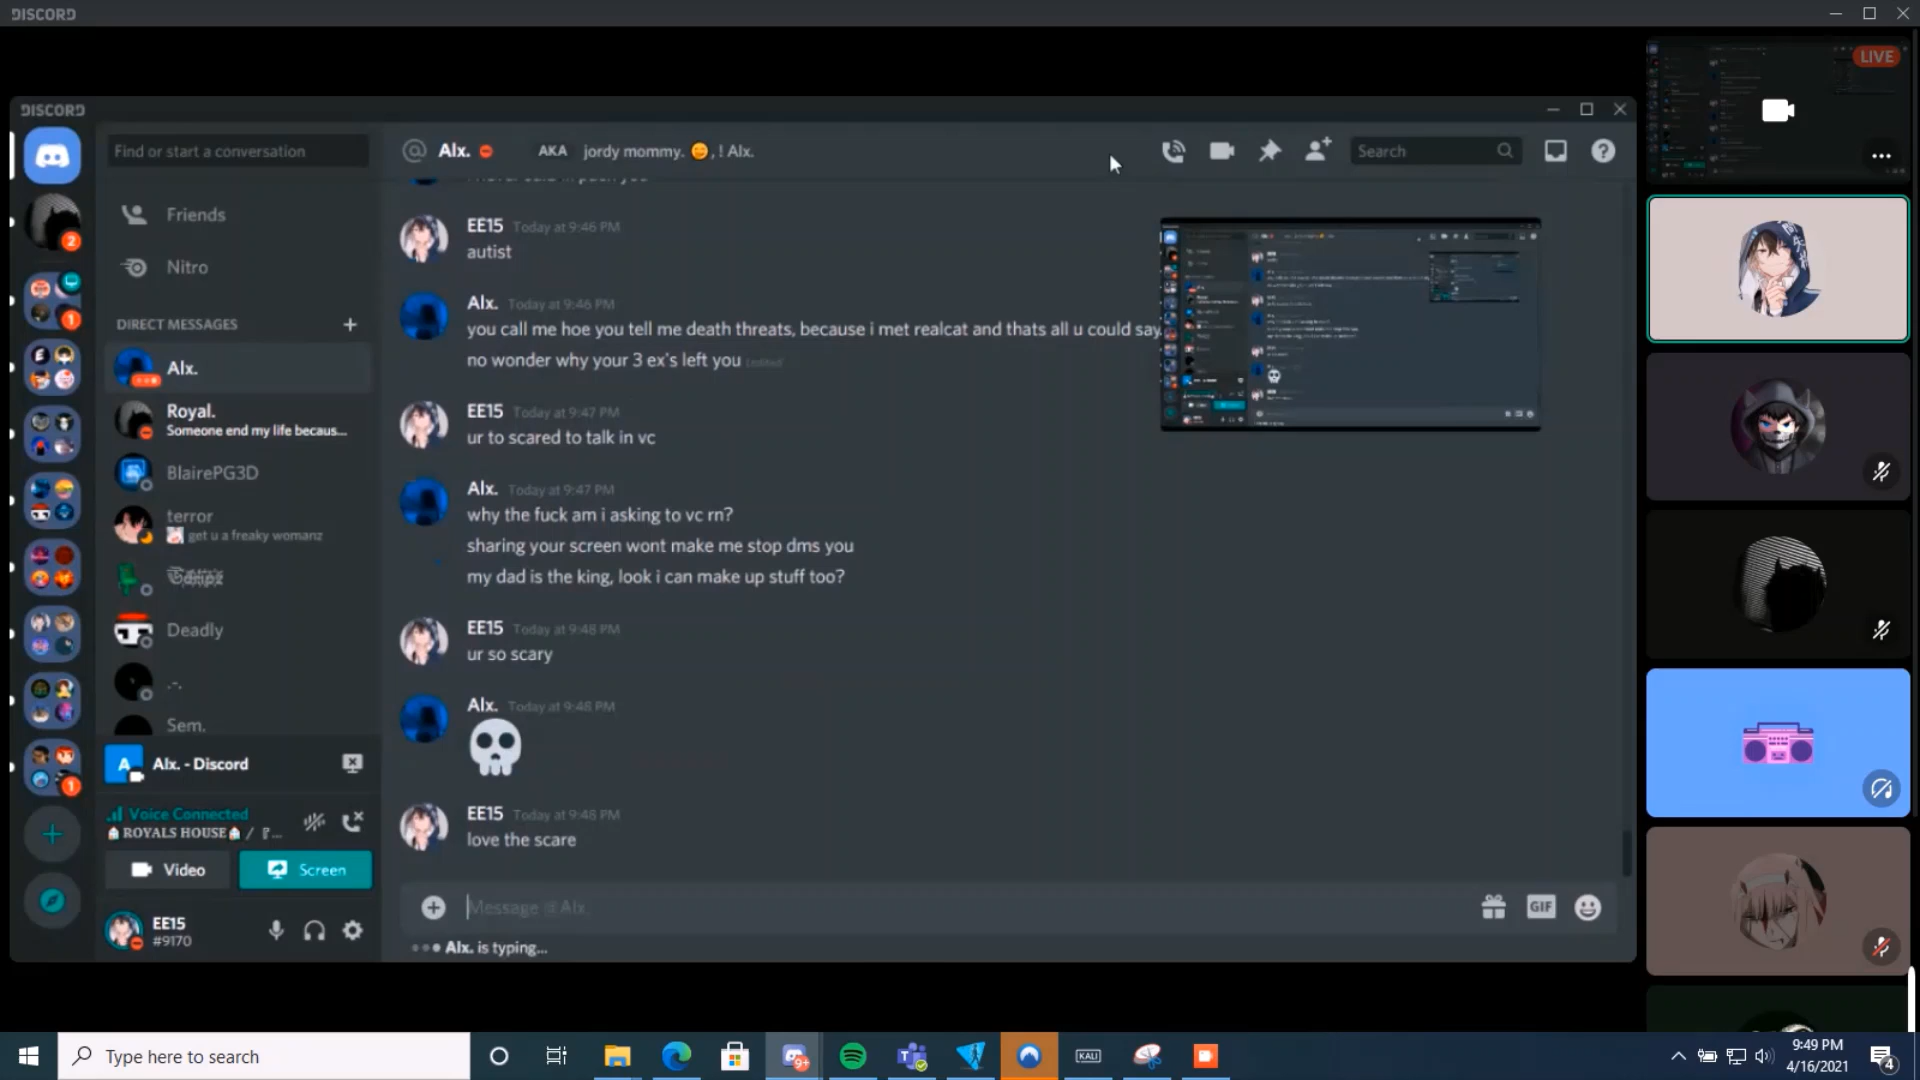 DISCORD
LIVE
DISCORD
Find or start a conversation
Alx.
AKA
jordy mommy. 😊, ! Alx.
Search
Friends
Nitro
DIRECT MESSAGES
Alx.
Royal.
Someone end my life becaus...
BlairePG3D
terror
get u a freaky womanz
Deadly
.-.
Sem.
2
1
1
EE15 Today at 9:46 PM
autist
Alx. Today at 9:46 PM
you call me hoe you tell me death threats, because i met realcat and thats all u could say
no wonder why your 3 ex's left you (edited)
EE15 Today at 9:47 PM
ur to scared to talk in vc
Alx. Today at 9:47 PM
why the fuck am i asking to vc rn?
sharing your screen wont make me stop dms you
my dad is the king, look i can make up stuff too?
EE15 Today at 9:48 PM
ur so scary
Alx. Today at 9:48 PM
EE15 Today at 9:48 PM
love the scare
A
Alx. - Discord
Voice Connected
ROYALS HOUSE
Video
Screen
EE15
#9170
Message @Alx.
GIF
Alx. is typing...
Type here to search
9+
KALI
9:49 PM
4/16/2021
4